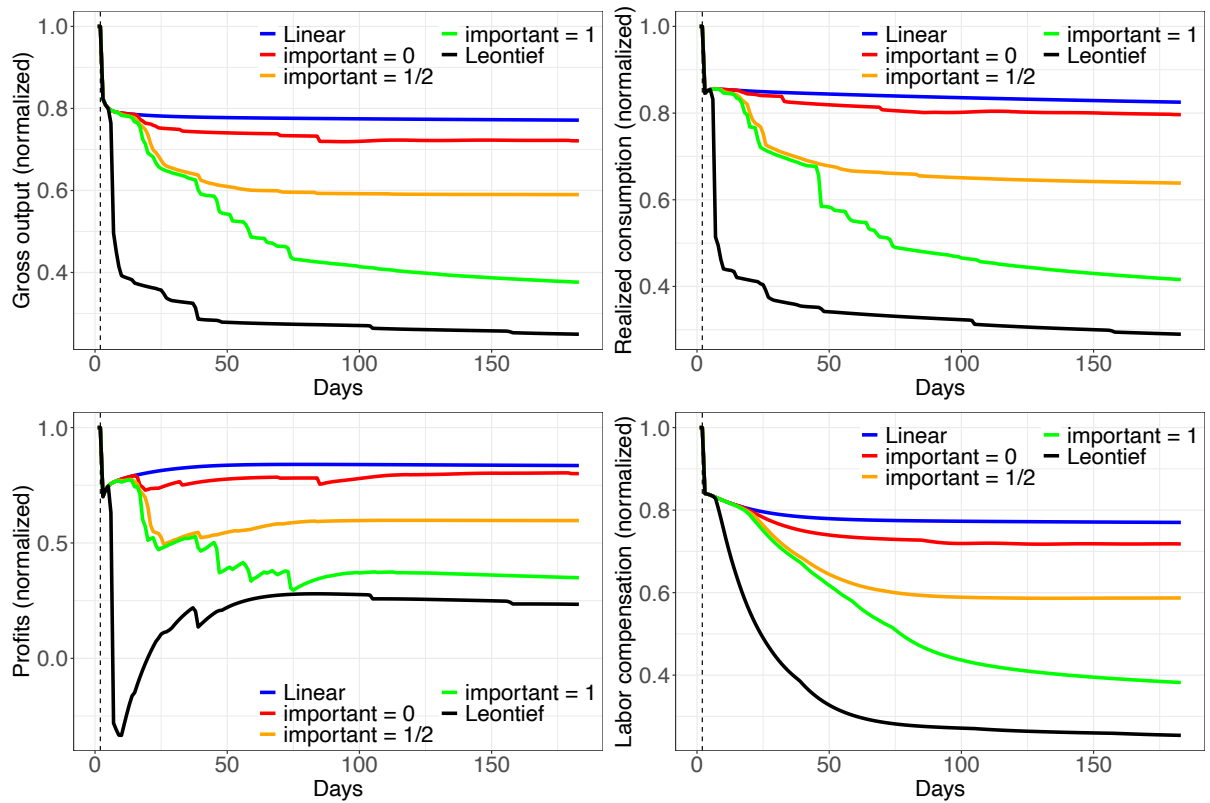 Gross output (normalized)
1.0
0.8
0.6
0.4
Linear
important = 0
important = 1/2
important = 1
Leontief
0
50
100
150
Days
Realized consumption (normalized)
1.0
0.8
0.6
0.4
Linear
important = 0
important = 1/2
important = 1
Leontief
0
50
100
150
Days
Profits (normalized)
1.0
0.5
0.0
Linear
important = 0
important = 1/2
important = 1
Leontief
0
50
100
150
Days
Labor compensation (normalized)
1.0
0.8
0.6
0.4
Linear
important = 0
important = 1/2
important = 1
Leontief
0
50
100
150
Days